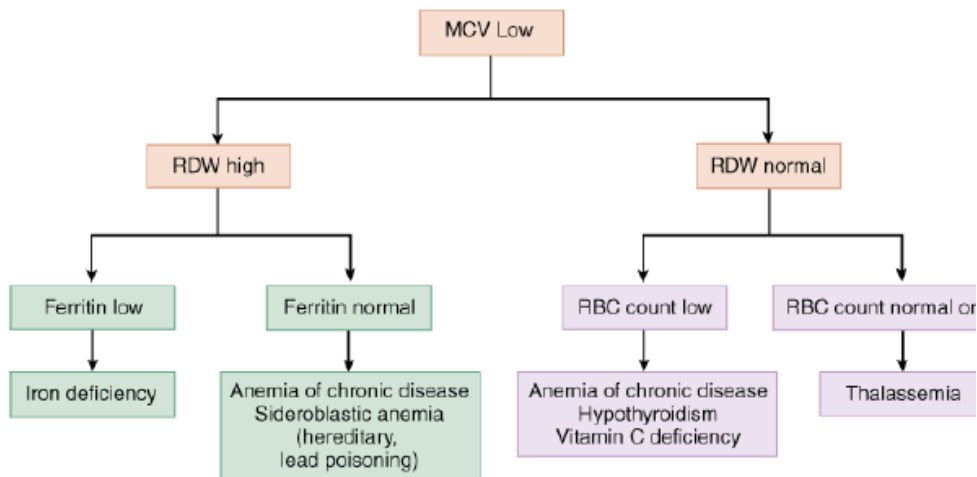 MCV Low
RDW high
RDW normal
Ferritin low
Ferritin normal
RBC count low
RBC count normal or
Iron deficiency
Anemia of chronic disease
Sideroblastic anemia
(hereditary,
lead poisoning)
Anemia of chronic disease
Hypothyroidism
Vitamin C deficiency
Thalassemia